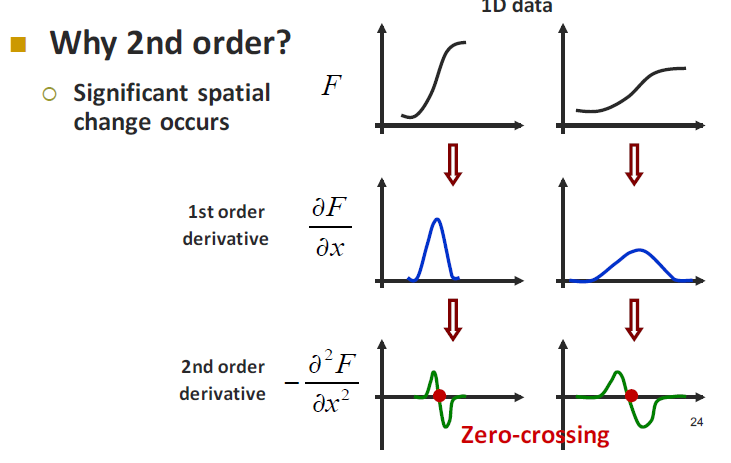 1D data
Why 2nd order?
Significant spatial
change occurs
F
1st order
derivative
∂F
∂x
2nd order
derivative
−∂²F
∂x²
Zero-crossing
24